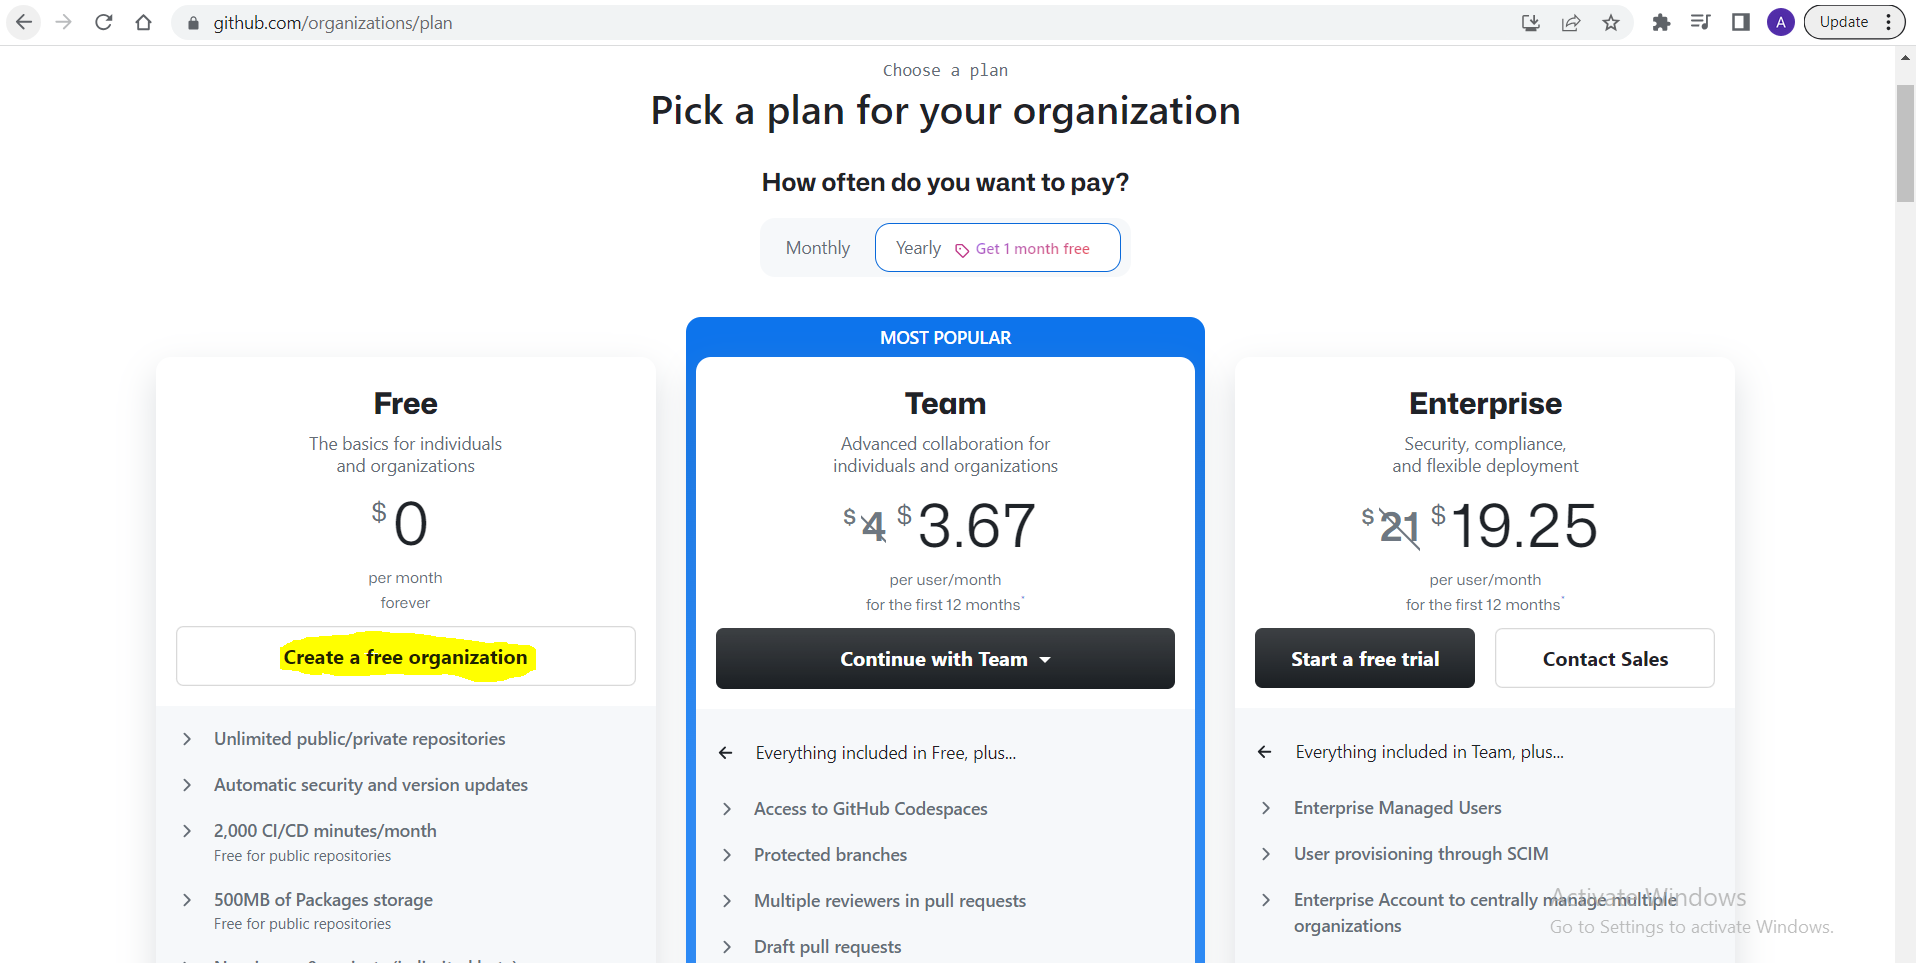 github.com/organizations/plan
A
Update
Choose a plan
Pick a plan for your organization
How often do you want to pay?
Monthly
Yearly Get 1 month free
MOST POPULAR
Free
The basics for individuals
and organizations
$0
per month
forever
Create a free organization
Unlimited public/private repositories
Automatic security and version updates
2,000 CI/CD minutes/month
Free for public repositories
500MB of Packages storage
Free for public repositories
Team
Advanced collaboration for
individuals and organizations
$4 $3.67
per user/month
for the first 12 months*
Continue with Team
Everything included in Free, plus...
Access to GitHub Codespaces
Protected branches
Multiple reviewers in pull requests
Draft pull requests
Enterprise
Security, compliance,
and flexible deployment
$21 $19.25
per user/month
for the first 12 months*
Start a free trial
Contact Sales
Everything included in Team, plus...
Enterprise Managed Users
User provisioning through SCIM
Enterprise Account to centrally manage multiple
organizations
Activate Windows
Go to Settings to activate Windows.